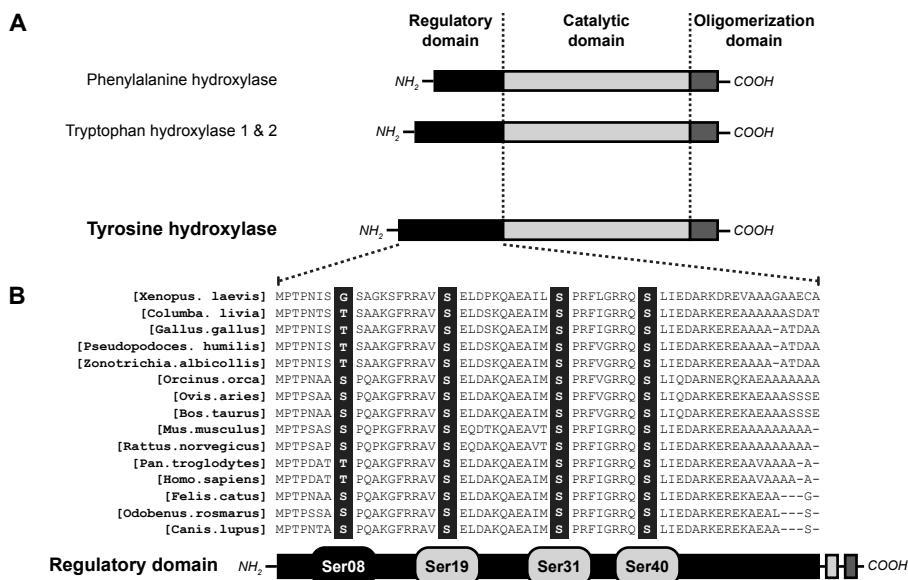 A
Regulatory domain
Catalytic domain
Oligomerization domain
Phenylalanine hydroxylase NH2 COOH
Tryptophan hydroxylase 1 & 2 NH2 COOH
Tyrosine hydroxylase NH2 COOH
B
[Xenopus. laevis] MPTPNIS G SAGKSFRRAV S ELDPKQAEAIL S PRFLGRRQ S LIEDARKDREVAAAGAAECA
[Columba. livia] MPTPNTS T SAAKGFRRAV S ELDSKQAEAIM S PRFIGRRQ S LIEDARKEREAAAAAASDAT
[Gallus.gallus] MPTPNIS T SAAKGFRRAV S ELDSKQAEAIM S PRFIGRRQ S LIEDARKEREAAAAA-ATDAA
[Pseudopodoces. humilis] MPTPNIS T SAAKGFRRAV S ELDSKQAEAIM S PRFVGRRQ S LIEDARKEREAAAAA-ATDAA
[Zonotrichia.albicollis] MPTPNIS T SAAKGFRRAV S ELDSKQAEAIM S PRFIGRRQ S LIEDARKEREAAAAA-ATDAA
[Orcinus.orca] MPTPNAA S PQAKGFRRAV S ELDAKQAEAIM S PRFVGRRQ S LIQDARNERQKAEAAAAAAA
[Ovis.aries] MPTPSAA S PQAKGFRRAV S ELDAKQAEAIM S PRFVGRRQ S LIQDARKEREKAEAAASSSE
[Bos.taurus] MPTPNAA S PQAKGFRRAV S ELDAKQAEAIM S PRFVGRRQ S LIQDARKEREKAEAAASSSE
[Mus.musculus] MPTPSAS S PQPKGFRRAV S EQDTKQAEAVT S PRFIGRRQ S LIEDARKEREAAAAAAAAA-
[Rattus.norvegicus] MPTPSAP S PQPKGFRRAV S EQDAKQAEAVT S PRFIGRRQ S LIEDARKEREAAAAAAAAA-
[Pan.troglodytes] MPTPDAT T PQAKGFRRAV S ELDAKQAEAIM S PRFIGRRQ S LIEDARKEREAAVAAAA-A-
[Homo.sapiens] MPTPDAT T PQAKGFRRAV S ELDAKQAEAIM S PRFIGRRQ S LIEDARKEREAAVAAAA-A-
[Felis.catus] MPTPNAA S PQAKGFRRAV S ELDAKQAEAIM S PRFIGRRQ S LIEDARKEREKAEAA---G-
[Odobenus.rosmarus] MPTPSSA S PQAKGFRRAV S ELDAKQAEAIM S PRFIGRRQ S LIEDARKEREKAEAL---S-
[Canis.lupus] MPTPNTA S PQAKGFRRAV S ELDAKQAEAIM S PRFIGRRQ S LIEDARKEREKAEAA---S-
Regulatory domain NH2 Ser08 Ser19 Ser31 Ser40 COOH